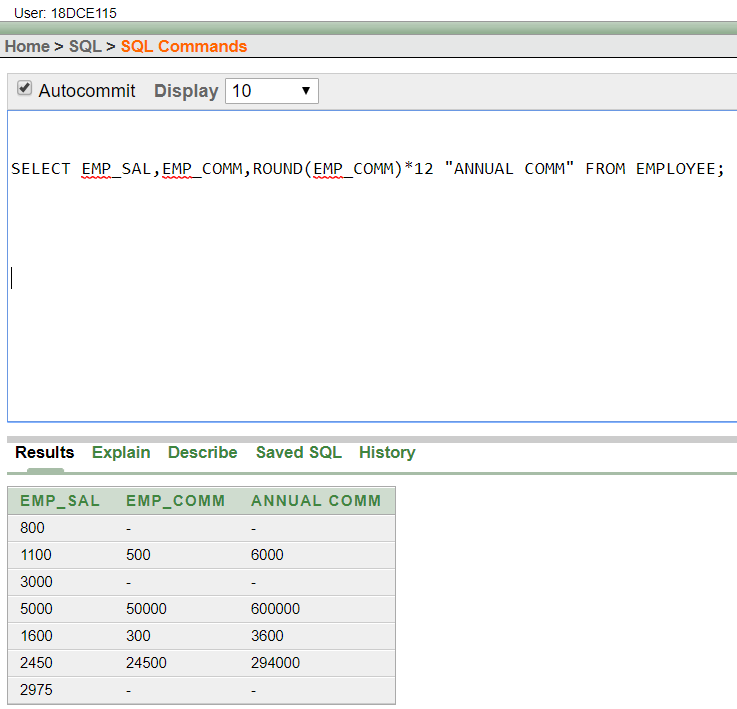 User: 18DCE115
Home > SQL > SQL Commands
Autocommit Display 10
SELECT EMP_SAL,EMP_COMM,ROUND(EMP_COMM)*12 "ANNUAL COMM" FROM EMPLOYEE;
Results Explain Describe Saved SQL History
EMP_SAL EMP_COMM ANNUAL COMM
800 - -
1100 500 6000
3000 - -
5000 50000 600000
1600 300 3600
2450 24500 294000
2975 - -